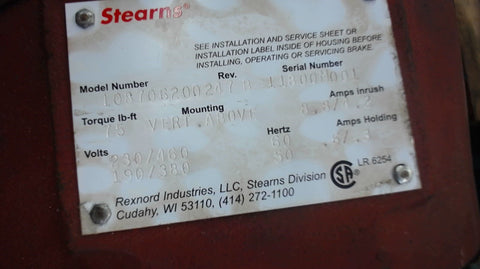 Stearns®
SEE INSTALLATION AND SERVICE SHEET OR
INSTALLATION LABEL INSIDE OF HOUSING BEFORE
INSTALLING, OPERATING OR SERVICING BRAKE.
Model Number Rev. Serial Number
Torque lb-ft Mounting Amps Inrush
75 VERT.ABOVE
Volts Hertz Amps Holding
230/460 60
190/380 50
LR 6254
Rexnord Industries, LLC, Stearns Division
Cudahy, WI 53110, (414) 272-1100